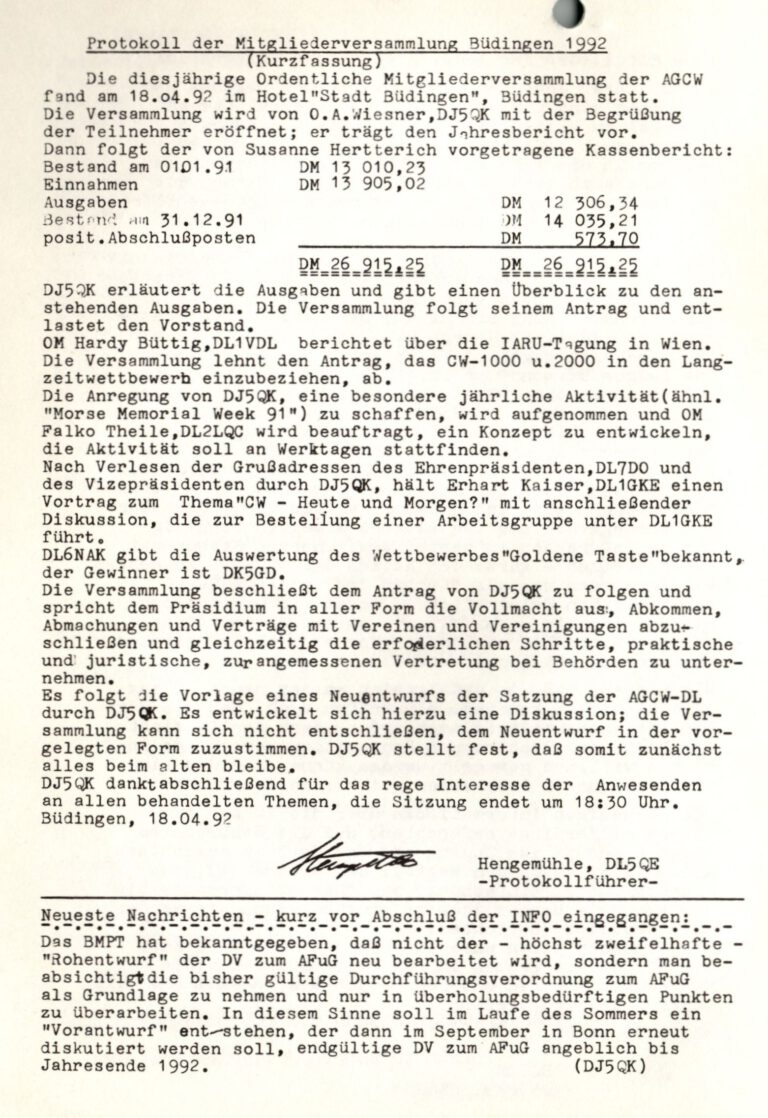 Protokoll der Mitgliederversammlung Büdingen 1992
(Kurzfassung)
Die diesjährige Ordentliche Mitgliederversammlung der AGCW
fand am 18.o4.92 im Hotel"Stadt Büdingen", Büdingen statt.
Die Versammlung wird von O.A.Wiesner,DJ5QK mit der Begrüßung
der Teilnehmer eröffnet; er trägt den Jahresbericht vor.
Dann folgt der von Susanne Hertterich vorgetragene Kassenbericht:
Bestand am 01.01.91 DM 13 010,23
Einnahmen DM 13 905,02
Ausgaben DM 12 306,34
Bestand am 31.12.91 DM 14 035,21
posit.Abschlußposten DM 573,70
DM 26 915,25 DM 26 915,25
DJ5QK erläutert die Ausgaben und gibt einen Überblick zu den an-
stehenden Ausgaben. Die Versammlung folgt seinem Antrag und ent-
lastet den Vorstand.
OM Hardy Büttig,DL1VDL berichtet über die IARU-Tagung in Wien.
Die Versammlung lehnt den Antrag, das CW-1000 u.2000 in den Lang-
zeitwettbewerb einzubeziehen, ab.
Die Anregung von DJ5QK, eine besondere jährliche Aktivität(ähnl.
"Morse Memorial Week 91") zu schaffen, wird aufgenommen und OM
Falko Theile,DL2LQC wird beauftragt, ein Konzept zu entwickeln,
die Aktivität soll an Werktagen stattfinden.
Nach Verlesen der Grußadressen des Ehrenpräsidenten,DL7DO und
des Vizepräsidenten durch DJ5QK, hält Erhart Kaiser,DL1GKE einen
Vortrag zum Thema"CW - Heute und Morgen?" mit anschließender
Diskussion, die zur Bestellung einer Arbeitsgruppe unter DL1GKE
führt.
DL6NAK gibt die Auswertung des Wettbewerbes"Goldene Taste"bekannt,
der Gewinner ist DK5GD.
Die Versammlung beschließt dem Antrag von DJ5QK zu folgen und
spricht dem Präsidium in aller Form die Vollmacht aus, Abkommen,
Abmachungen und Verträge mit Vereinen und Vereinigungen abzu-
schließen und gleichzeitig die erforderlichen Schritte, praktische
und juristische, zur angemessenen Vertretung bei Behörden zu unter-
nehmen.
Es folgt die Vorlage eines Neuentwurfs der Satzung der AGCW-DL
durch DJ5QK. Es entwickelt sich hierzu eine Diskussion; die Ver-
sammlung kann sich nicht entschließen, dem Neuentwurf in der vor-
gelegten Form zuzustimmen. DJ5QK stellt fest, daß somit zunächst
alles beim alten bleibe.
DJ5QK dankt abschließend für das rege Interesse der Anwesenden
an allen behandelten Themen, die Sitzung endet um 18:30 Uhr.
Büdingen, 18.04.92
Hengemühle, DL5QE
-Protokollführer-
Neueste Nachrichten - kurz vor Abschluß der INFO eingegangen:
Das BMPT hat bekanntgegeben, daß nicht der - höchst zweifelhafte -
"Rohentwurf" der DV zum AFuG neu bearbeitet wird, sondern man be-
absichtigt die bisher gültige Durchführungsverordnung zum AFuG
als Grundlage zu nehmen und nur in überholungsbedürftigen Punkten
zu überarbeiten. In diesem Sinne soll im Laufe des Sommers ein
"Vorantwurf" entstehen, der dann im September in Bonn erneut
diskutiert werden soll, endgültige DV zum AFuG angeblich bis
Jahresende 1992. (DJ5QK)